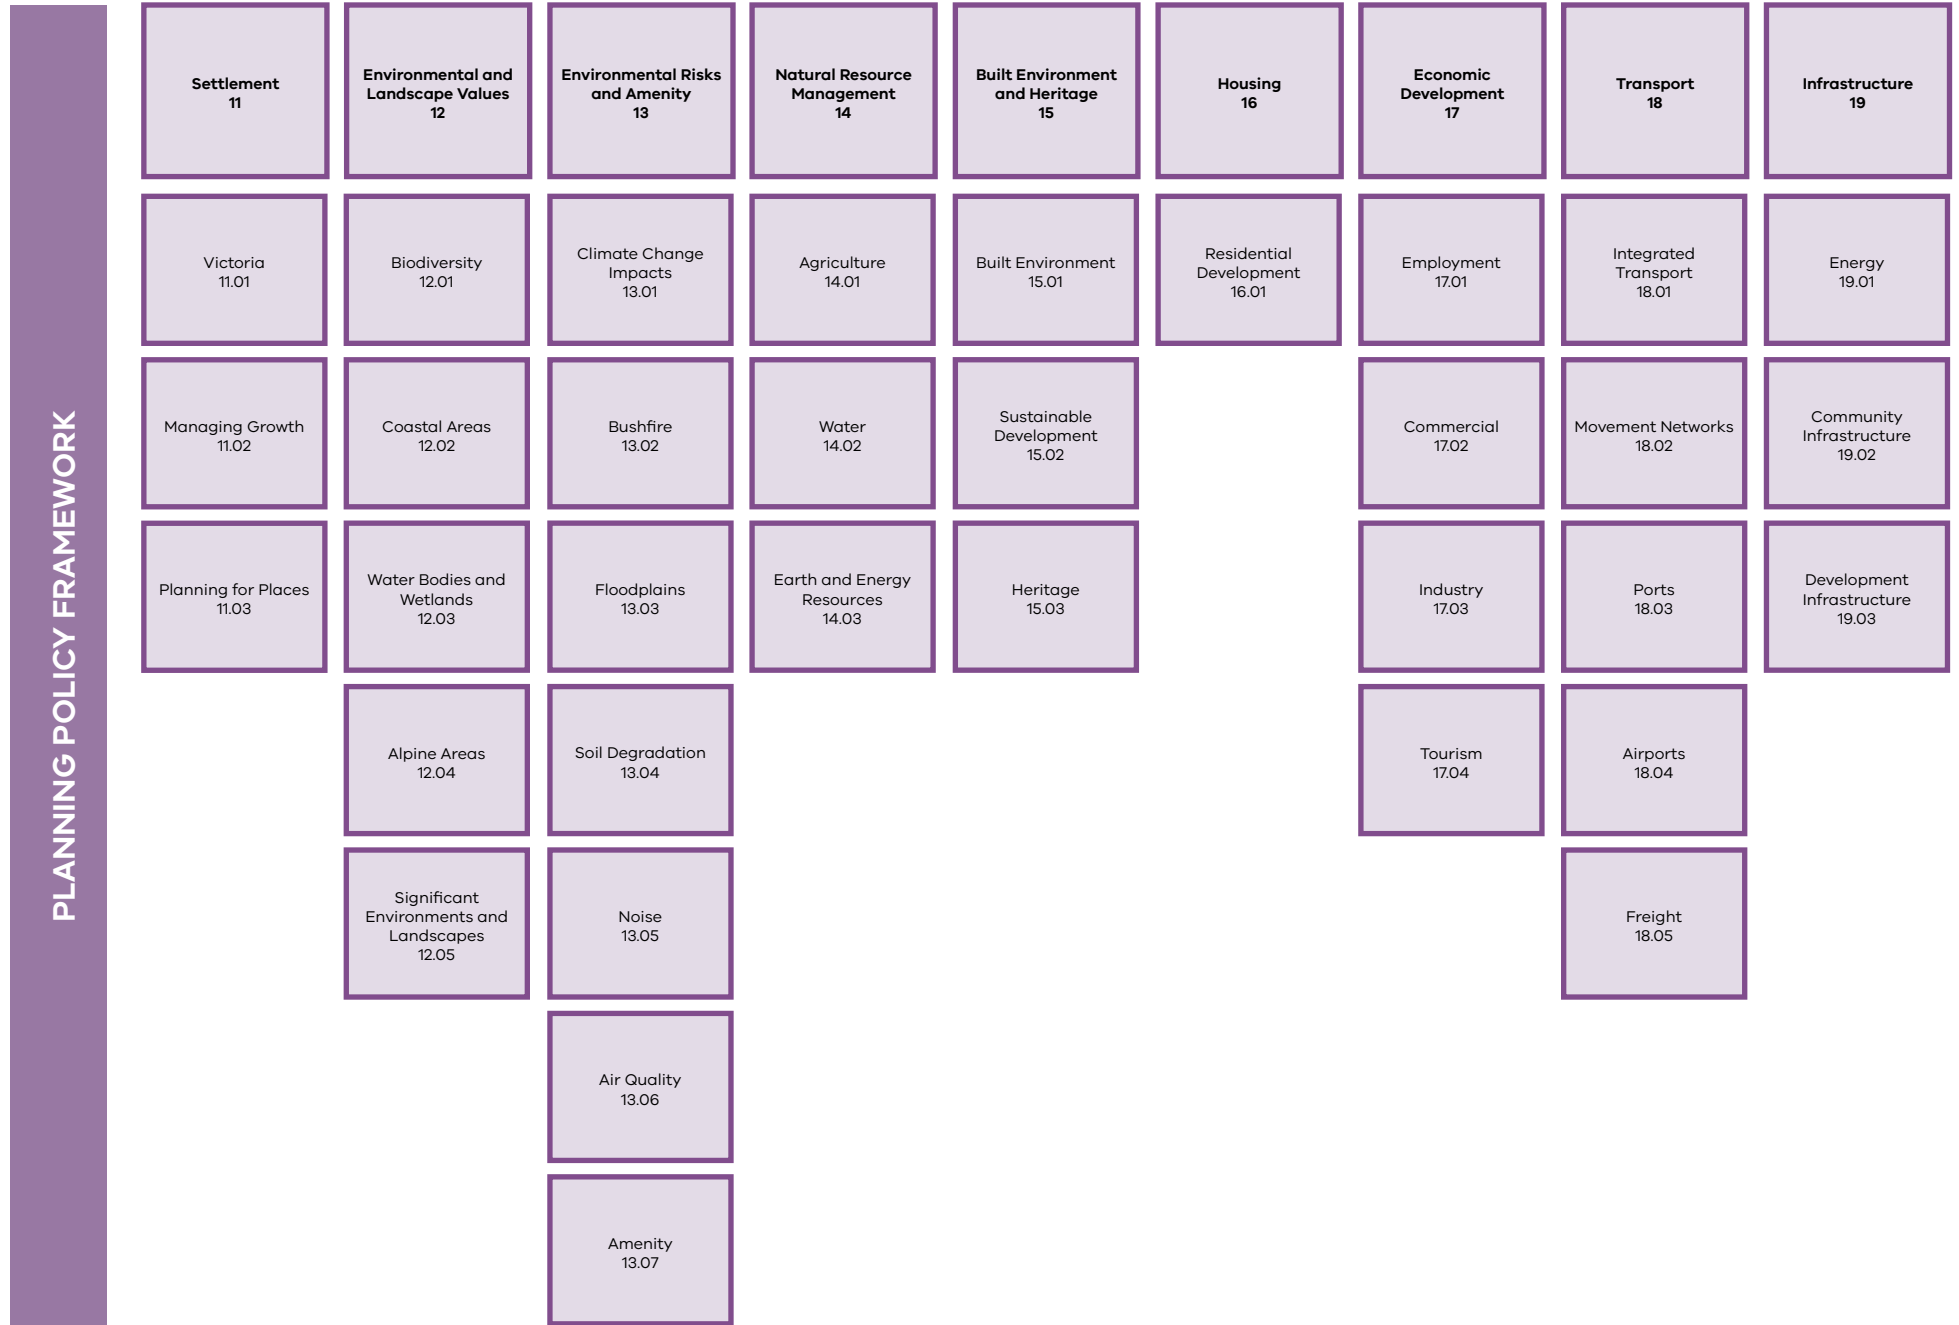 PLANNING POLICY FRAMEWORK
Settlement
11
Environmental and
Landscape Values
12
Environmental Risks
and Amenity
13
Natural Resource
Management
14
Built Environment
and Heritage
15
Housing
16
Economic
Development
17
Transport
18
Infrastructure
19
Victoria
11.01
Biodiversity
12.01
Climate Change
Impacts
13.01
Agriculture
14.01
Built Environment
15.01
Residential
Development
16.01
Employment
17.01
Integrated
Transport
18.01
Energy
19.01
Managing Growth
11.02
Coastal Areas
12.02
Bushfire
13.02
Water
14.02
Sustainable
Development
15.02
Commercial
17.02
Movement Networks
18.02
Community
Infrastructure
19.02
Planning for Places
11.03
Water Bodies and
Wetlands
12.03
Floodplains
13.03
Earth and Energy
Resources
14.03
Heritage
15.03
Industry
17.03
Ports
18.03
Development
Infrastructure
19.03
Alpine Areas
12.04
Soil Degradation
13.04
Tourism
17.04
Airports
18.04
Significant
Environments and
Landscapes
12.05
Noise
13.05
Freight
18.05
Air Quality
13.06
Amenity
13.07